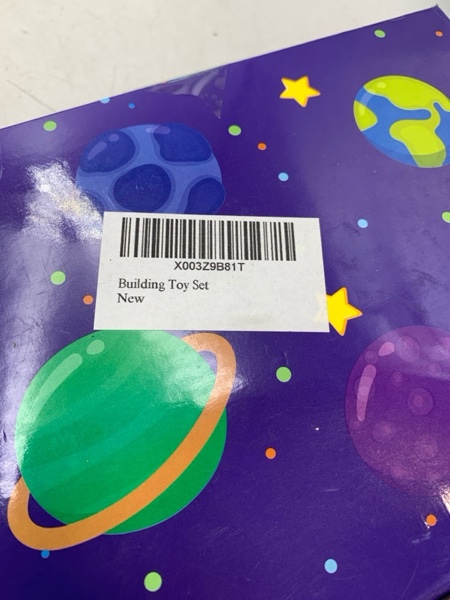 X003Z9B81T
Building Toy Set
New